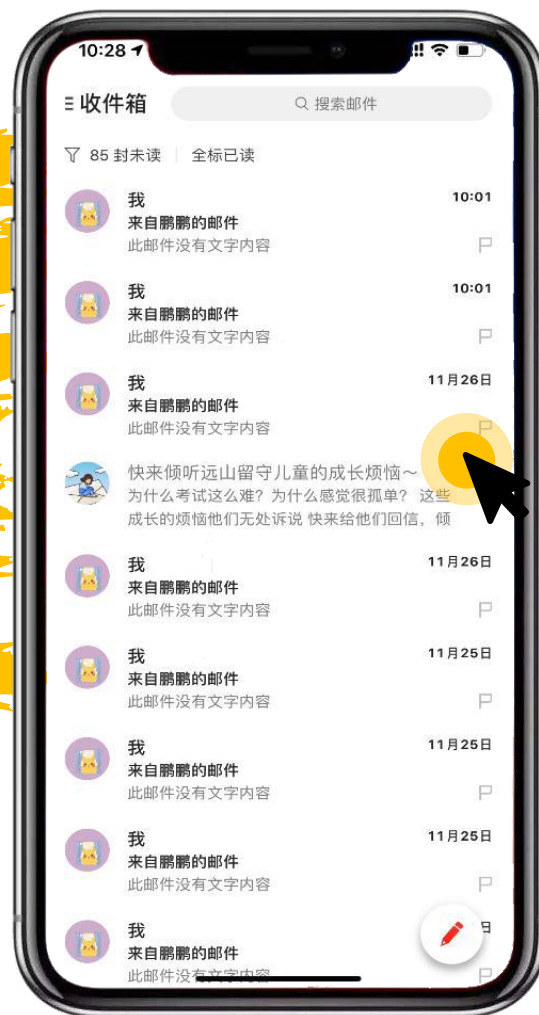 10:28
收件箱
搜索邮件
85 封未读
全标已读
我
10:01
来自鹏鹏的邮件
此邮件没有文字内容
我
10:01
来自鹏鹏的邮件
此邮件没有文字内容
我
11月26日
来自鹏鹏的邮件
此邮件没有文字内容
快来倾听远山留守儿童的成长烦恼~
为什么考试这么难？为什么感觉很孤单？ 这些
成长的烦恼他们无处诉说 快来给他们回信，倾
我
11月26日
来自鹏鹏的邮件
此邮件没有文字内容
我
11月25日
来自鹏鹏的邮件
此邮件没有文字内容
我
11月25日
来自鹏鹏的邮件
此邮件没有文字内容
我
11月25日
来自鹏鹏的邮件
此邮件没有文字内容
我
日
来自鹏鹏的邮件
此邮件没有文字内容